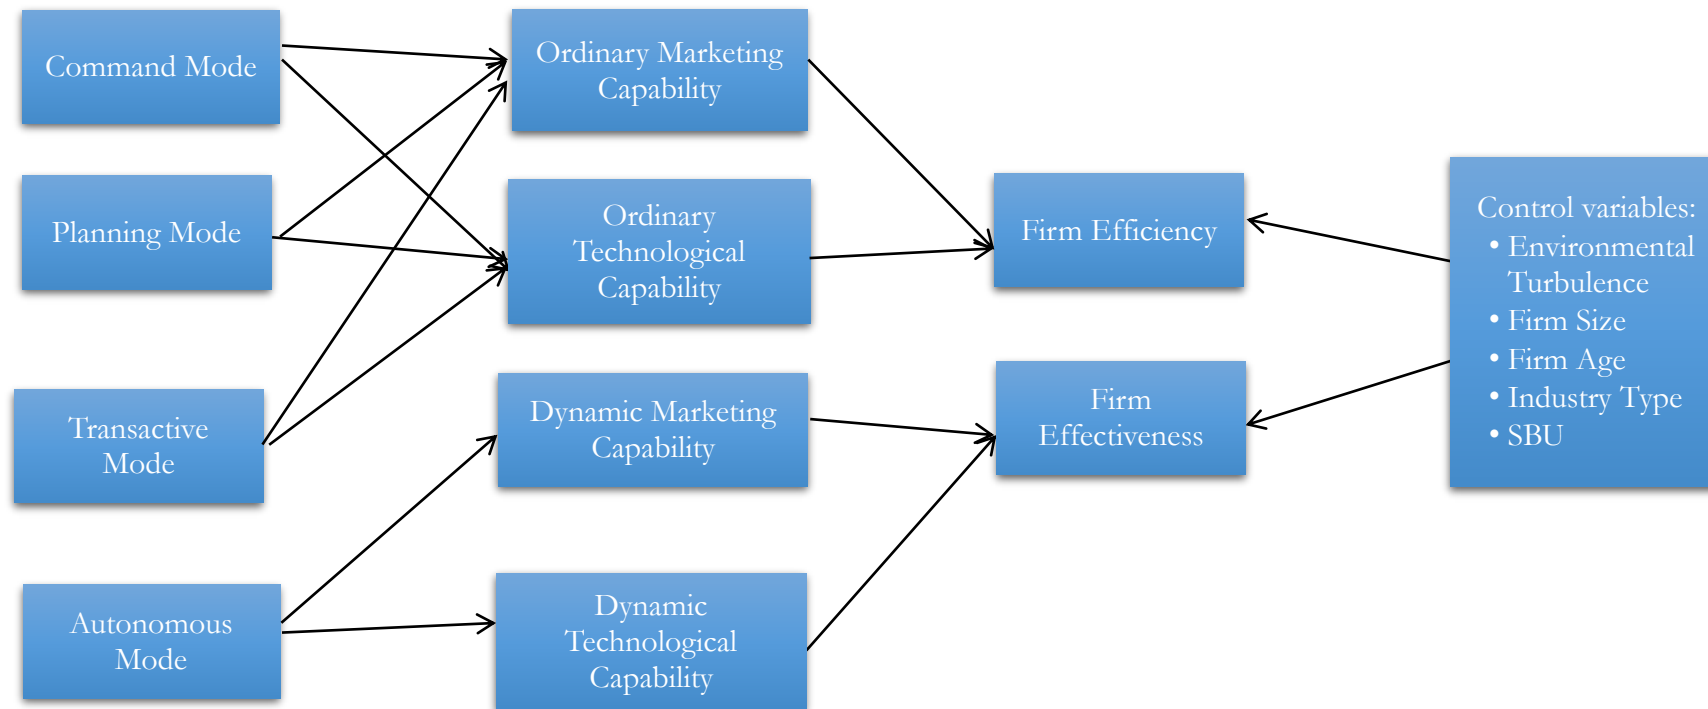 Command Mode
Planning Mode
Transactive
Mode
Autonomous
Mode
Ordinary Marketing
Capability
Ordinary
Technological
Capability
Dynamic Marketing
Capability
Dynamic
Technological
Capability
Firm Efficiency
Firm
Effectiveness
Control variables:
• Environmental
Turbulence
• Firm Size
• Firm Age
• Industry Type
• SBU